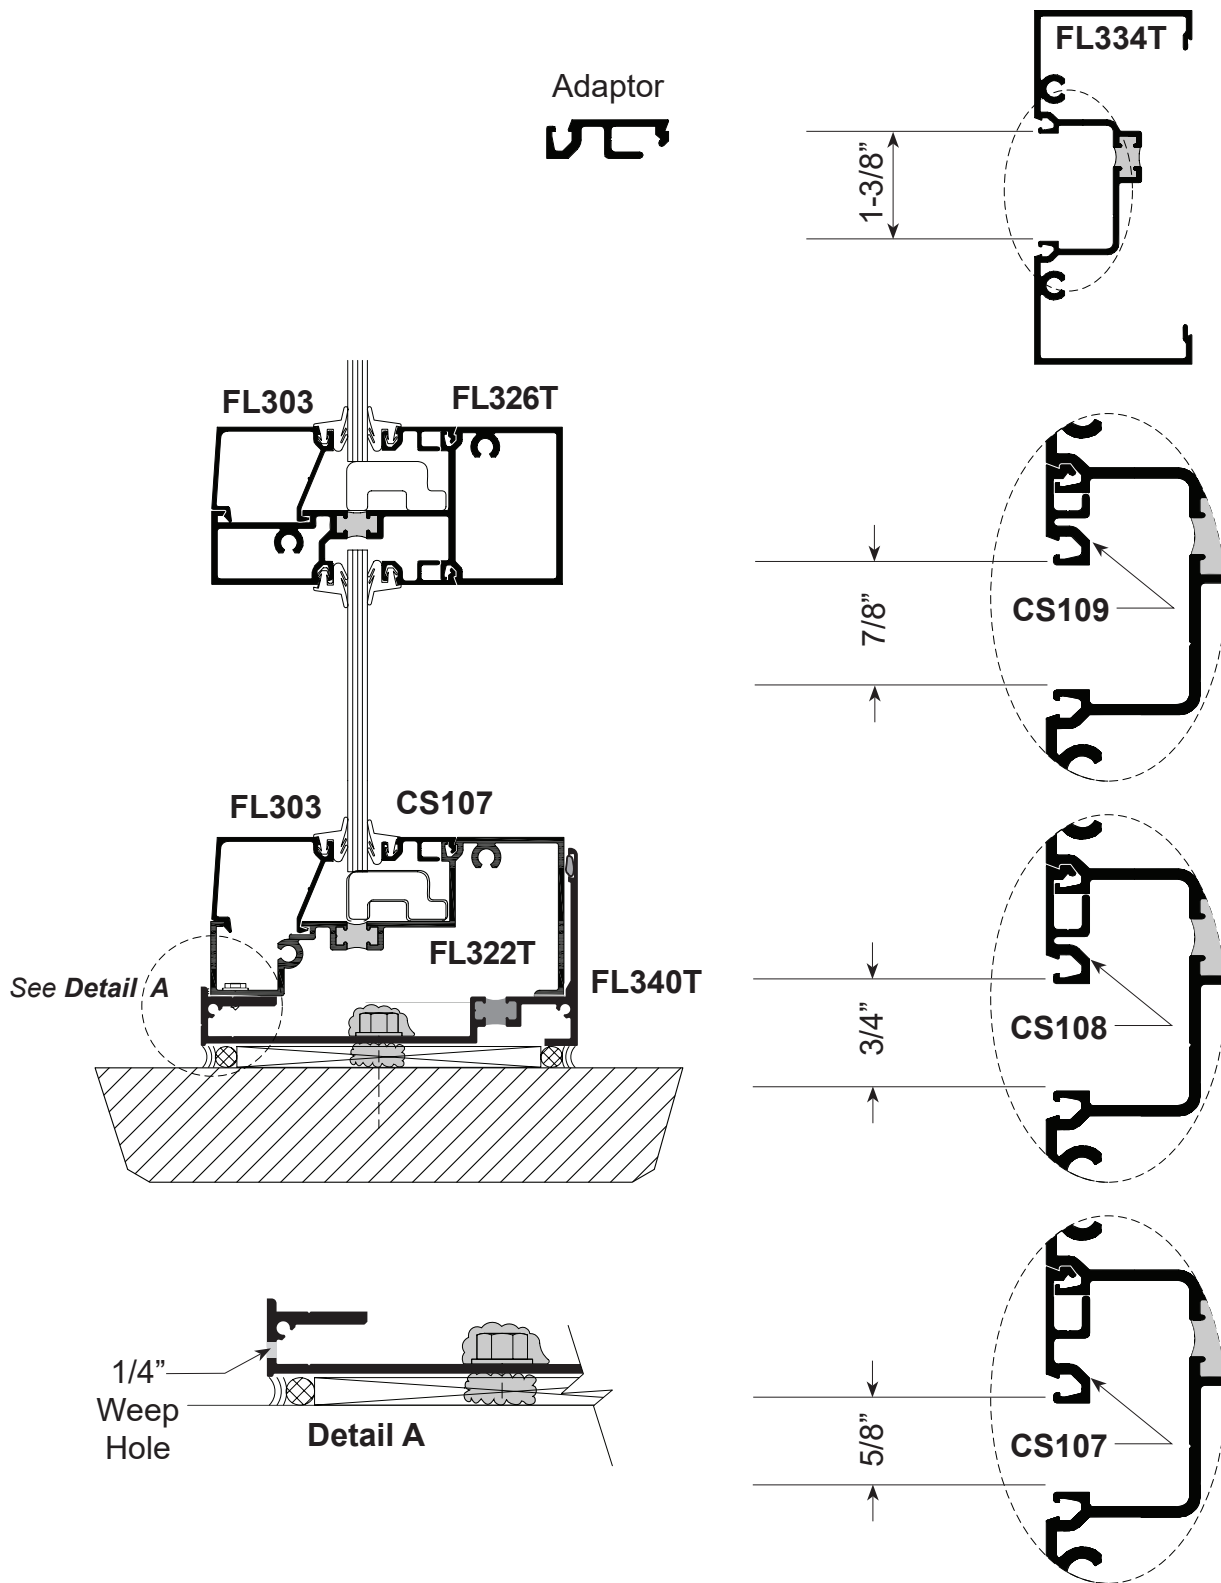 FL334T
Adaptor
1-3/8”
FL303
FL326T
CS109
7/8”
FL303
CS107
FL322T
FL340T
See Detail A
CS108
3/4”
1/4”
Weep
Hole
Detail A
CS107
5/8”